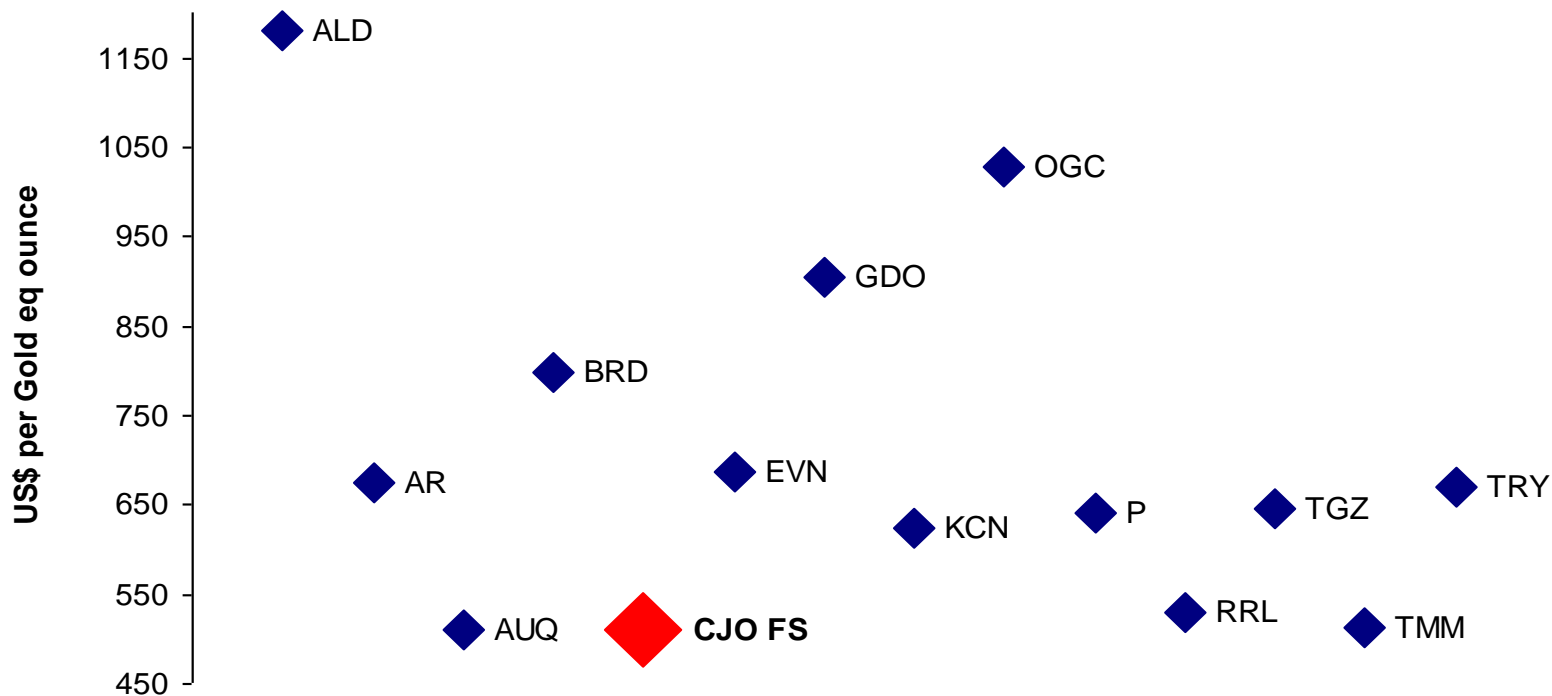 US$ per Gold eq ounce
1150
1050
950
850
750
650
550
450
ALD
OGC
GDO
BRD
AR
EVN
KCN
P
TGZ
TRY
AUQ
CJO FS
RRL
TMM